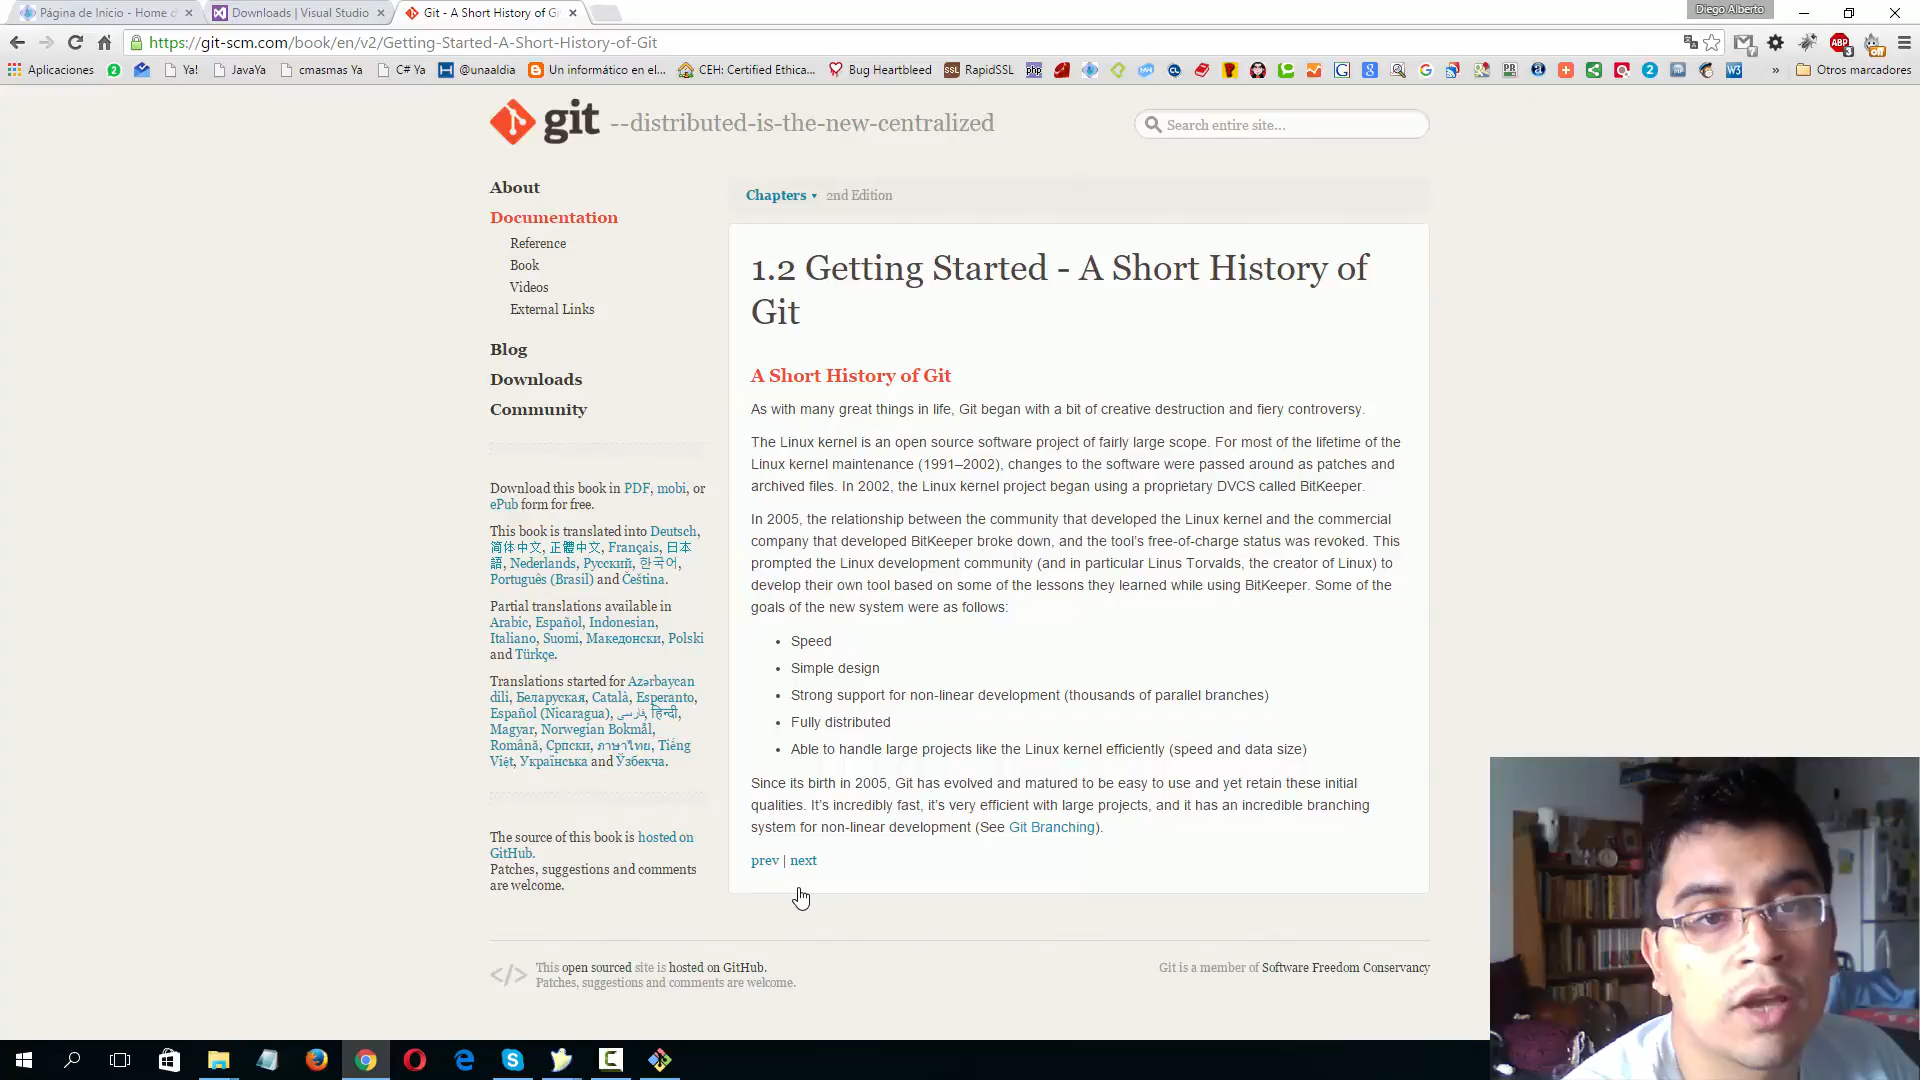 Página de Inicio - Home d
Downloads | Visual Studio
Git - A Short History of G
Diego Alberto
https://git-scm.com/book/en/v2/Getting-Started-A-Short-History-of-Git
Aplicaciones
Ya!
JavaYa
cmasmas Ya
C# Ya
@unaaldia
Un informático en el...
CEH: Certified Ethica...
Bug Heartbleed
RapidSSL
Otros marcadores
git --distributed-is-the-new-centralized
Search entire site...
About
Documentation
Reference
Book
Videos
External Links
Blog
Downloads
Community
Download this book in PDF, mobi, or
ePub form for free.
This book is translated into Deutsch,
简体中文, 正體中文, Français, 日本
語, Nederlands, Русский, 한국어,
Português (Brasil) and Čeština.
Partial translations available in
Arabic, Español, Indonesian,
Italiano, Suomi, Македонски, Polski
and Türkçe.
Translations started for Azərbaycan
dili, Беларуская, Català, Esperanto,
Español (Nicaragua), فارسی, हिन्दी,
Magyar, Norwegian Bokmål,
Română, Српски, ภาษาไทย, Tiếng
Việt, Українська and Ўзбекча.
The source of this book is hosted on
GitHub.
Patches, suggestions and comments
are welcome.
Chapters ▾ 2nd Edition
1.2 Getting Started - A Short History of
Git
A Short History of Git
As with many great things in life, Git began with a bit of creative destruction and fiery controversy.
The Linux kernel is an open source software project of fairly large scope. For most of the lifetime of the
Linux kernel maintenance (1991–2002), changes to the software were passed around as patches and
archived files. In 2002, the Linux kernel project began using a proprietary DVCS called BitKeeper.
In 2005, the relationship between the community that developed the Linux kernel and the commercial
company that developed BitKeeper broke down, and the tool’s free-of-charge status was revoked. This
prompted the Linux development community (and in particular Linus Torvalds, the creator of Linux) to
develop their own tool based on some of the lessons they learned while using BitKeeper. Some of the
goals of the new system were as follows:
• Speed
• Simple design
• Strong support for non-linear development (thousands of parallel branches)
• Fully distributed
• Able to handle large projects like the Linux kernel efficiently (speed and data size)
Since its birth in 2005, Git has evolved and matured to be easy to use and yet retain these initial
qualities. It’s incredibly fast, it’s very efficient with large projects, and it has an incredible branching
system for non-linear development (See Git Branching).
prev | next
This open sourced site is hosted on GitHub.
Patches, suggestions and comments are welcome.
Git is a member of Software Freedom Conservancy